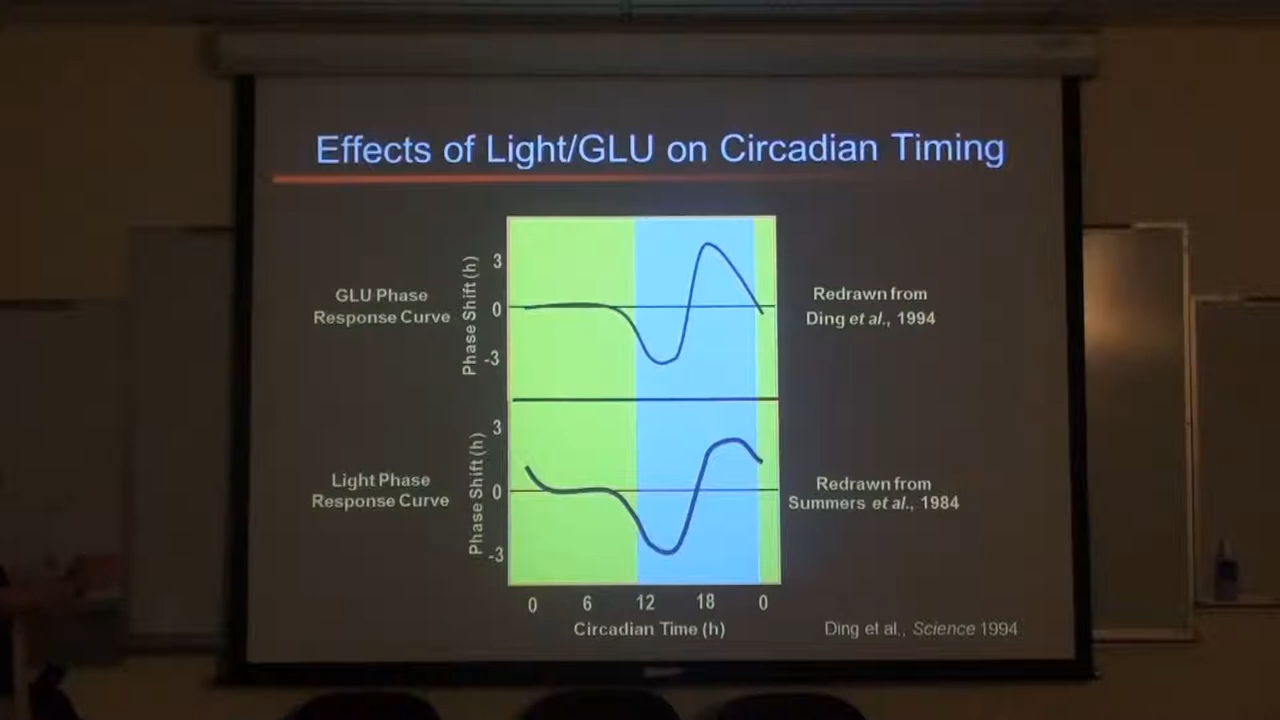 Effects of Light/GLU on Circadian Timing
GLU Phase
Response Curve
Phase Shift (h)
3
0
-3
Redrawn from
Ding et al., 1994
Light Phase
Response Curve
Phase Shift (h)
3
0
-3
Redrawn from
Summers et al., 1984
0 6 12 18 0
Circadian Time (h)
Ding et al., Science 1994